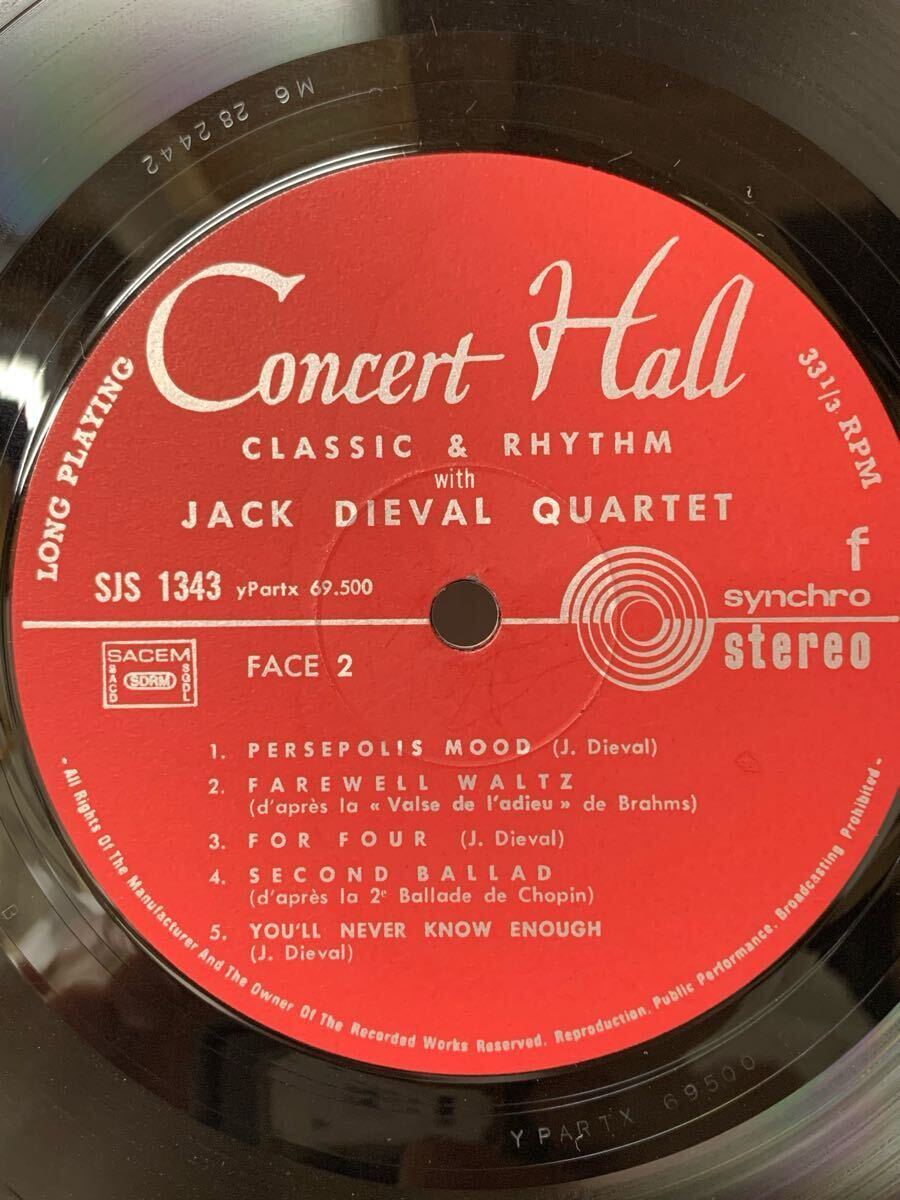 M6 282442
Concert Hall
LONG PLAYING
33 1/3 RPM
CLASSIC & RHYTHM
with
JACK DIEVAL QUARTET
SJS 1343 yPartx 69.500
f
synchro
stereo
SACEM
SACD
SDRM
SGDL
FACE 2
1. PERSEPOLIS MOOD (J. Dieval)
2. FAREWELL WALTZ
(d'après la « Valse de l'adieu » de Brahms)
3. FOR FOUR (J. Dieval)
4. SECOND BALLAD
(d'après la 2e Ballade de Chopin)
5. YOU'LL NEVER KNOW ENOUGH
(J. Dieval)
- All Rights Of The Manufacturer And The Owner Of The Recorded Works Reserved. Reproduction, Public Performance, Broadcasting Prohibited -
B
Y PARTX 69500